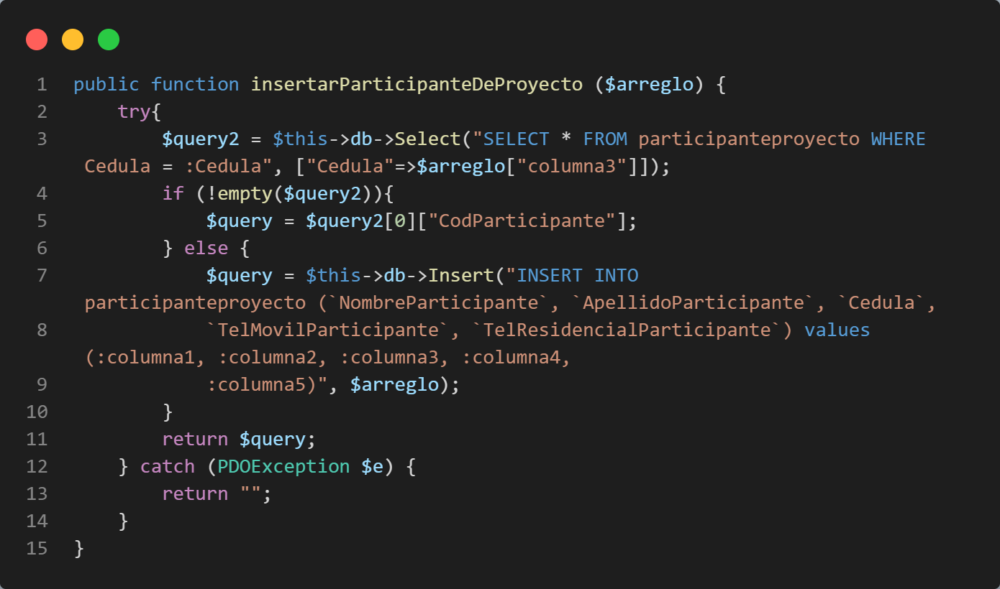 1 public function insertarParticipanteDeProyecto ($arreglo) {
2 try{
3 $query2 = $this->db->Select("SELECT * FROM participanteproyecto WHERE
Cedula = :Cedula", ["Cedula"=>$arreglo["columna3"]]);
4 if (!empty($query2)){
5 $query = $query2[0]["CodParticipante"];
6 } else {
7 $query = $this->db->Insert("INSERT INTO
participanteproyecto (`NombreParticipante`, `ApellidoParticipante`, `Cedula`,
8 `TelMovilParticipante`, `TelResidencialParticipante`) values
(:columna1, :columna2, :columna3, :columna4,
9 :columna5)", $arreglo);
10 }
11 return $query;
12 } catch (PDOException $e) {
13 return "";
14 }
15 }